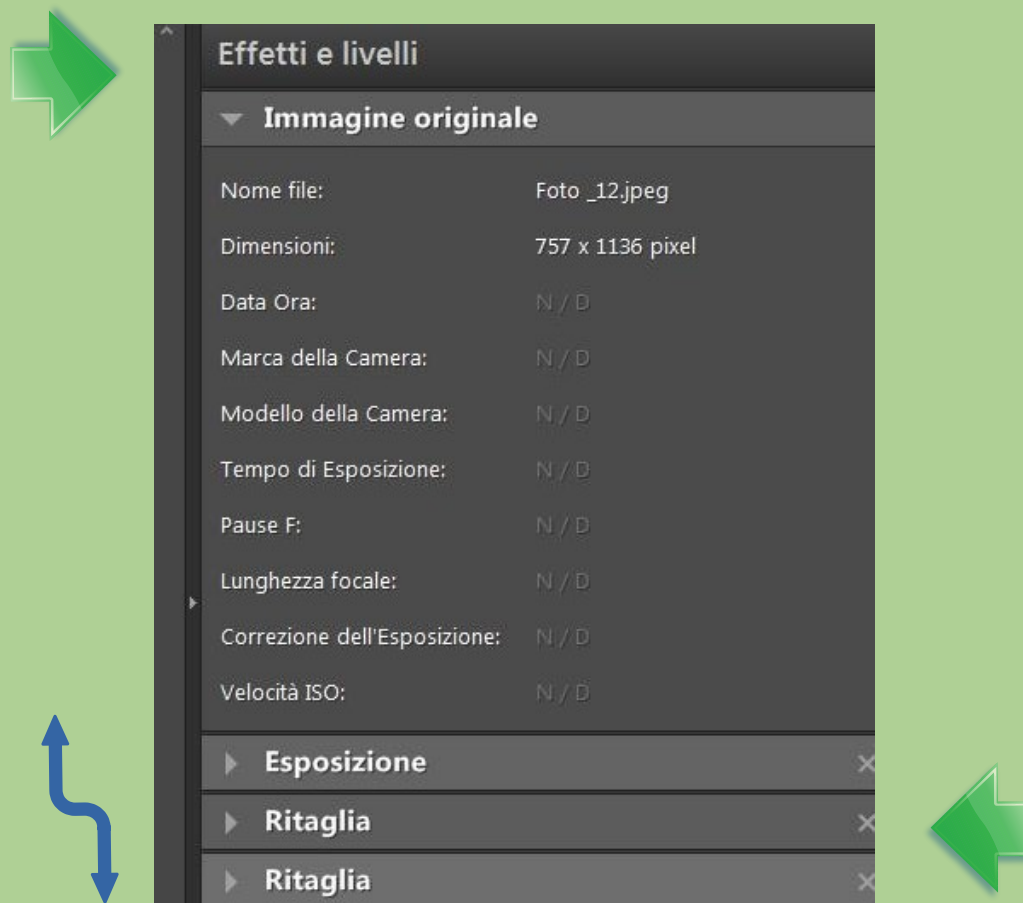 Effetti e livelli
Immagine originale
Nome file: Foto _12.jpeg
Dimensioni: 757 x 1136 pixel
Data Ora: N / D
Marca della Camera: N / D
Modello della Camera: N / D
Tempo di Esposizione: N / D
Pause F: N / D
Lunghezza focale: N / D
Correzione dell'Esposizione: N / D
Velocità ISO: N / D
Esposizione
Ritaglia
Ritaglia